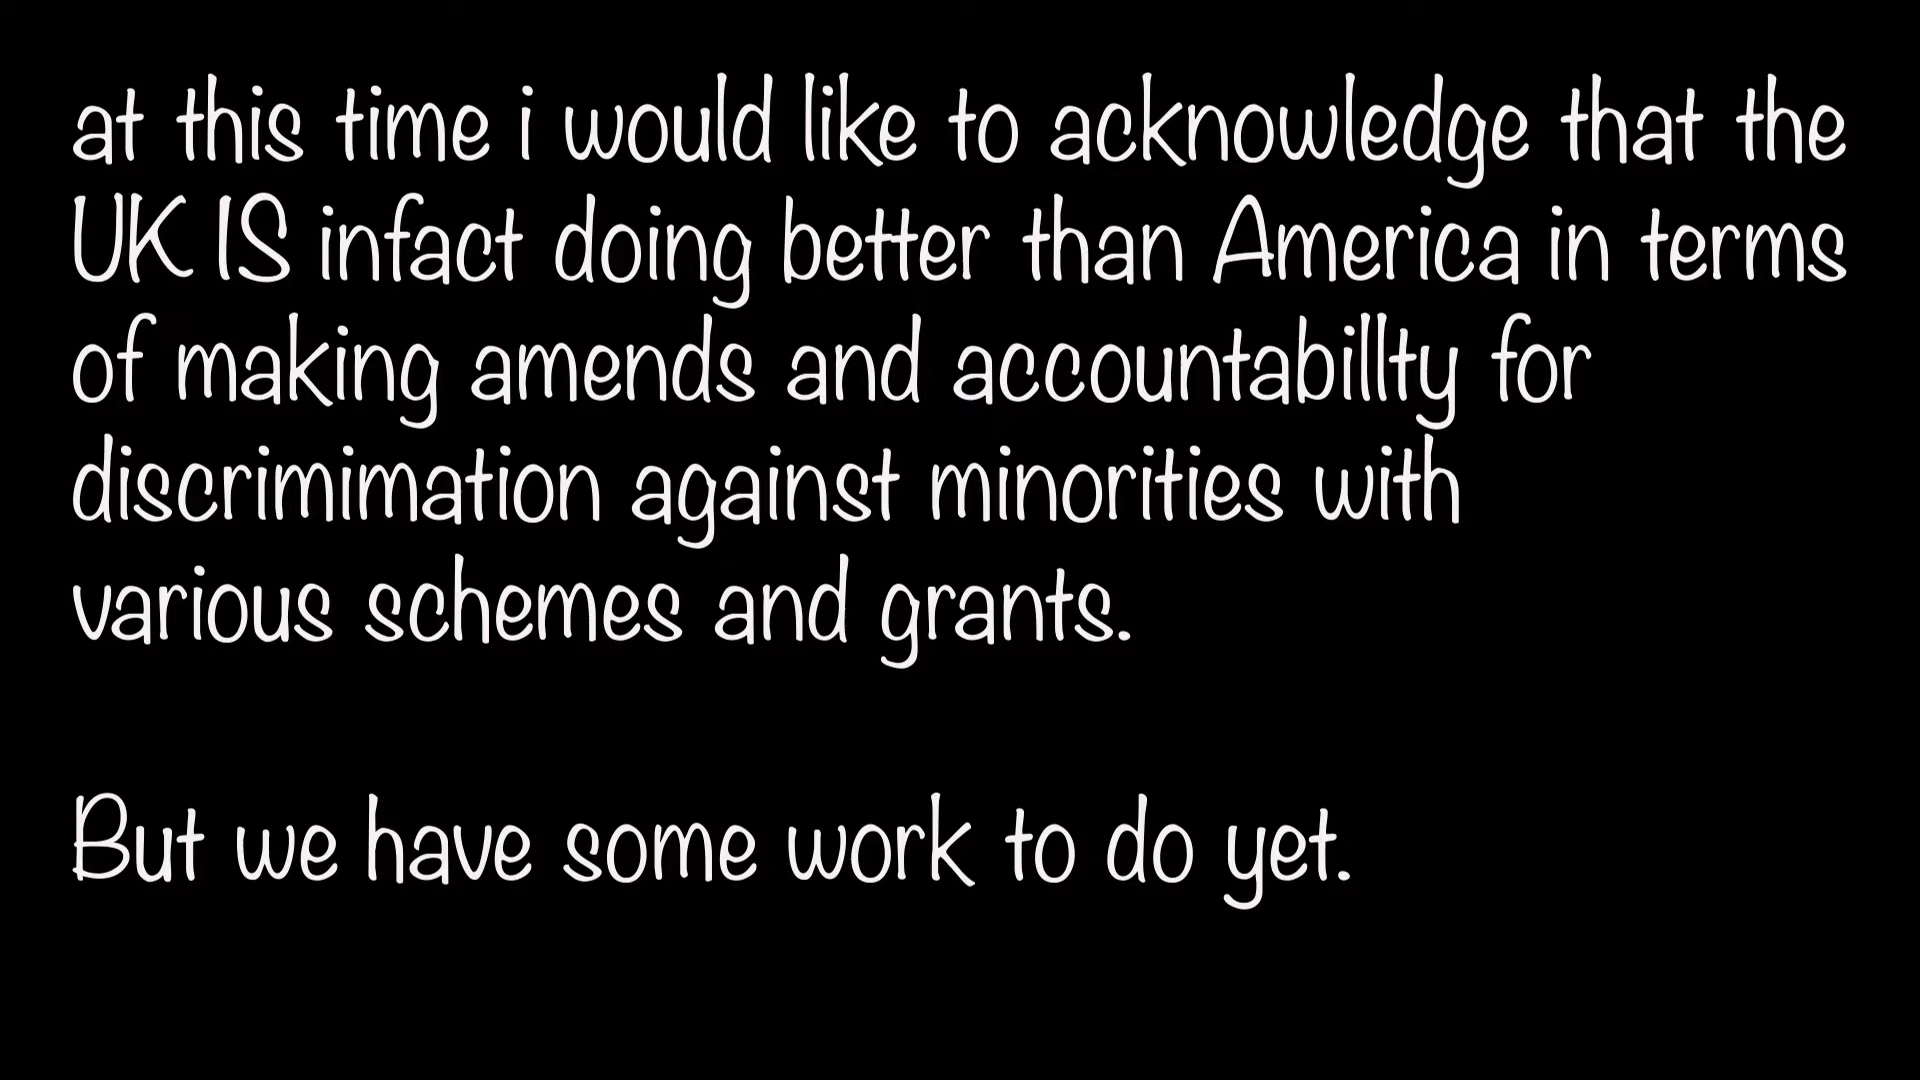 at this time i would like to acknowledge that the
UK IS infact doing better than America in terms
of making amends and accountabillty for
discrimimation against minorities with
various schemes and grants.
But we have some work to do yet.